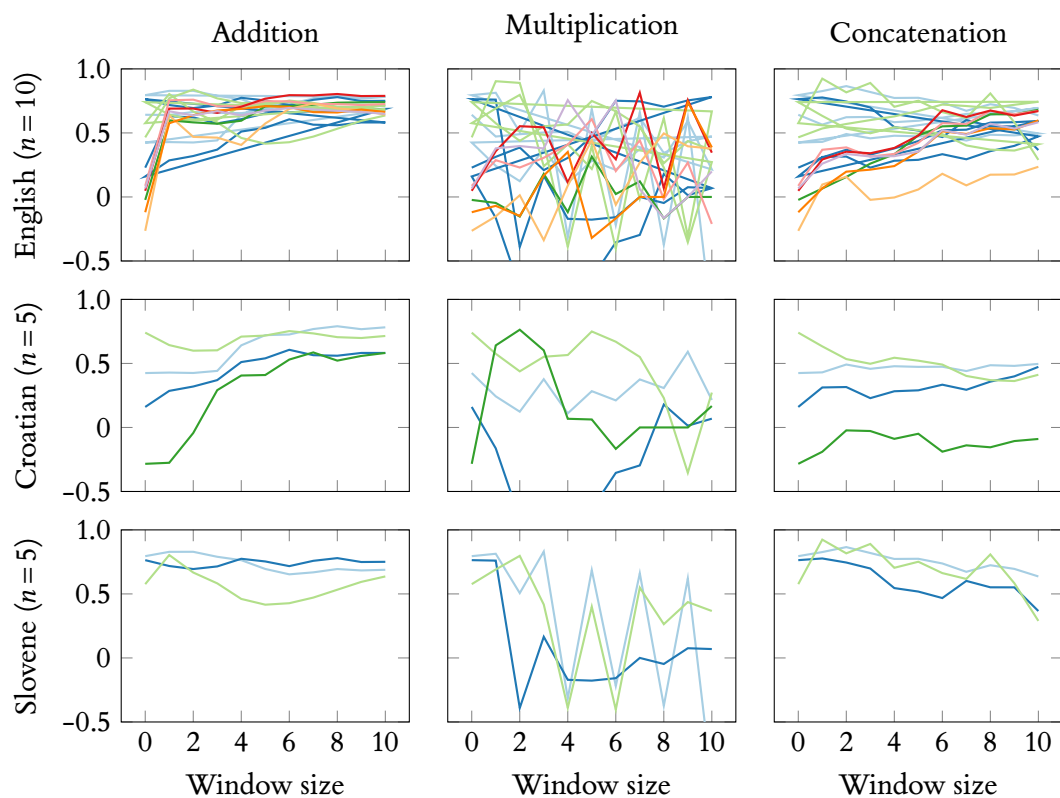 Addition
Multiplication
Concatenation
English (n = 10)
1.0
0.5
0
−0.5
Croatian (n = 5)
1.0
0.5
0
−0.5
Slovene (n = 5)
1.0
0.5
0
−0.5
0 2 4 6 8 10
0 2 4 6 8 10
0 2 4 6 8 10
Window size
Window size
Window size